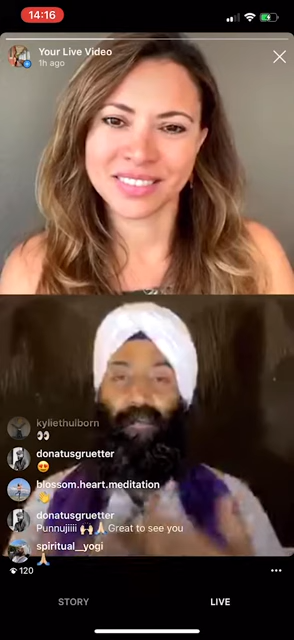 14:16
Your Live Video
1h ago
kyliethulborn
👀
donatusgruetter
😍
blossom.heart.meditation
👏
donatusgruetter
Punnujiiii 🙌🙏 Great to see you
spiritual__yogi
🙏
120
STORY
LIVE